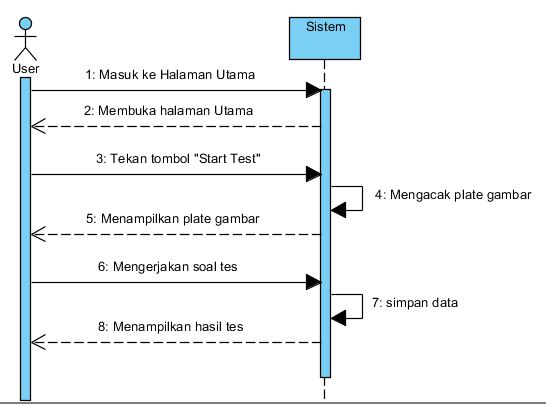 Sistem
User
1: Masuk ke Halaman Utama
2: Membuka halaman Utama
3: Tekan tombol "Start Test"
4: Mengacak plate gambar
5: Menampilkan plate gambar
6: Mengerjakan soal tes
7: simpan data
8: Menampilkan hasil tes